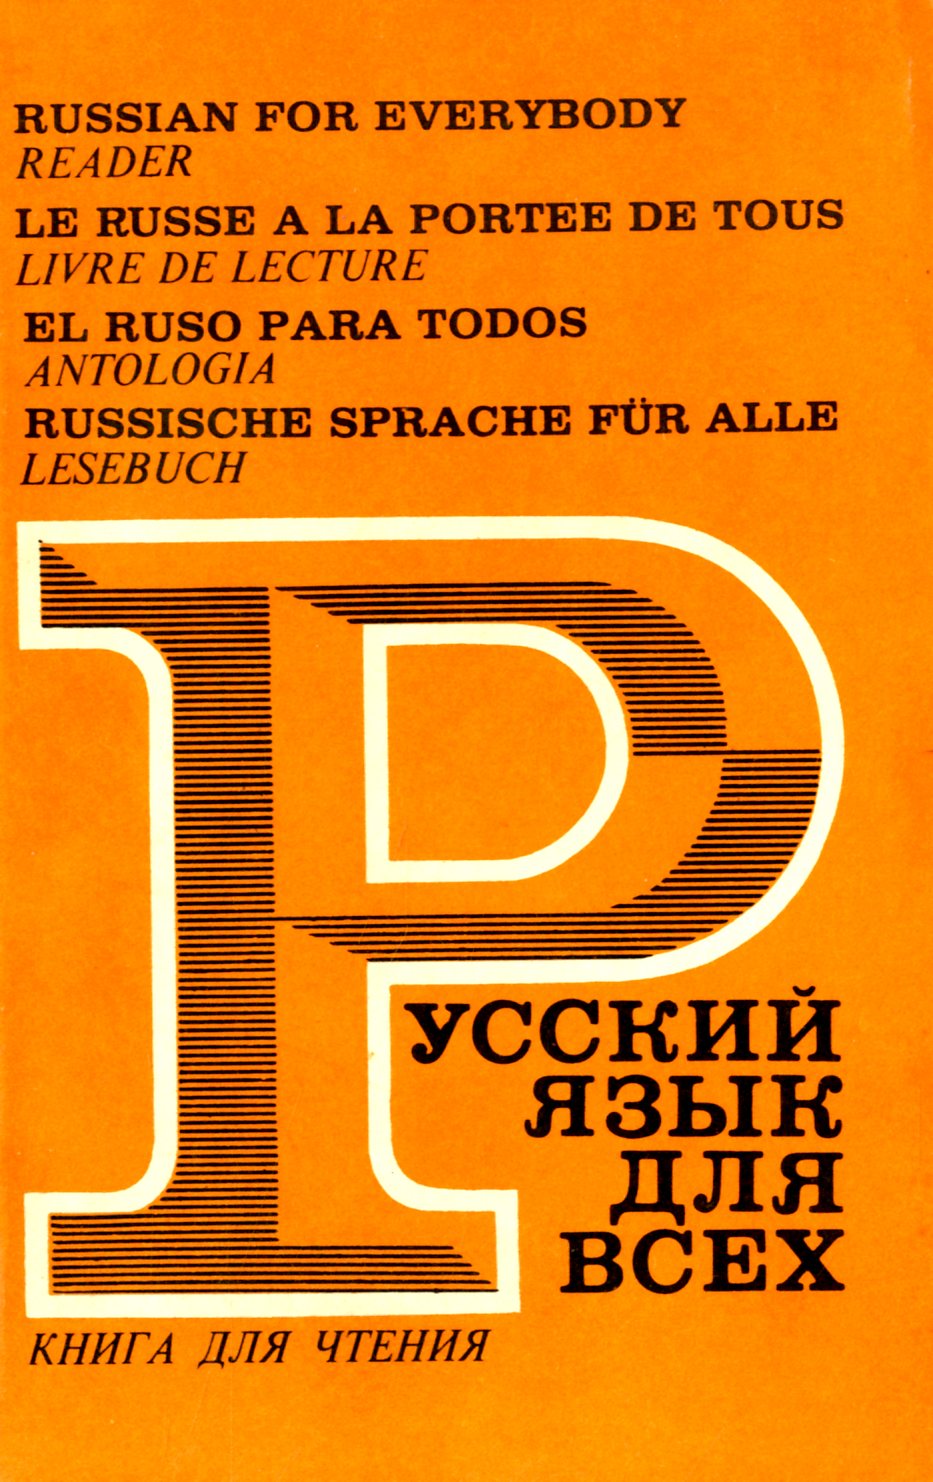 RUSSIAN FOR EVERYBODY
READER
LE RUSSE A LA PORTEE DE TOUS
LIVRE DE LECTURE
EL RUSO PARA TODOS
ANTOLOGIA
RUSSISCHE SPRACHE FÜR ALLE
LESEBUCH
РУССКИЙ
ЯЗЫК
ДЛЯ
ВСЕХ
КНИГА ДЛЯ ЧТЕНИЯ